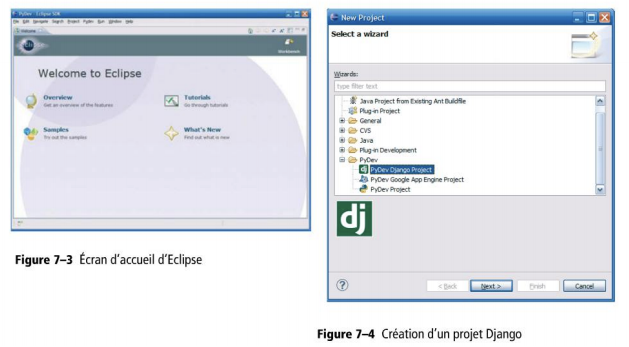 PyDev - Eclipse SDK
File Edit Navigate Search Project Pydev Run Window Help
Welcome
Workbench
Welcome to Eclipse
Overview
Get an overview of the features
Tutorials
Go through tutorials
Samples
Try out the samples
What's New
Find out what is new
Figure 7–3 Écran d'accueil d'Eclipse
New Project
Select a wizard
Wizards:
type filter text
Java Project from Existing Ant Buildfile
Plug-in Project
General
CVS
Java
Plug-in Development
PyDev
PyDev Django Project
PyDev Google App Engine Project
PyDev Project
dj
?
< Back
Next >
Finish
Cancel
Figure 7–4 Création d'un projet Django